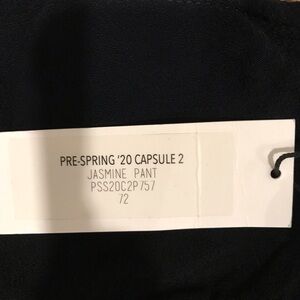 PRE-SPRING '20 CAPSULE 2
JASMINE PANT
PSS20C2P757
72